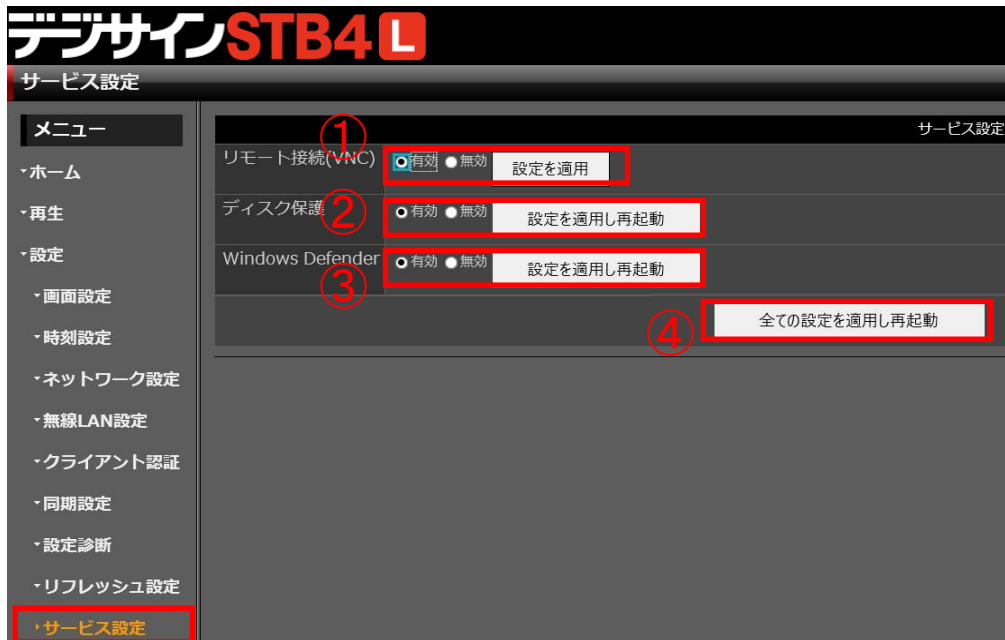 デジサインSTB4 L
サービス設定
メニュー
ホーム
再生
設定
画面設定
時刻設定
ネットワーク設定
無線LAN設定
クライアント認証
同期設定
設定診断
リフレッシュ設定
サービス設定
サービス設定
①
リモート接続(VNC) 有効 無効 設定を適用
ディスク保護 ② 有効 無効 設定を適用し再起動
Windows Defender 有効 無効 設定を適用し再起動
③
④ 全ての設定を適用し再起動